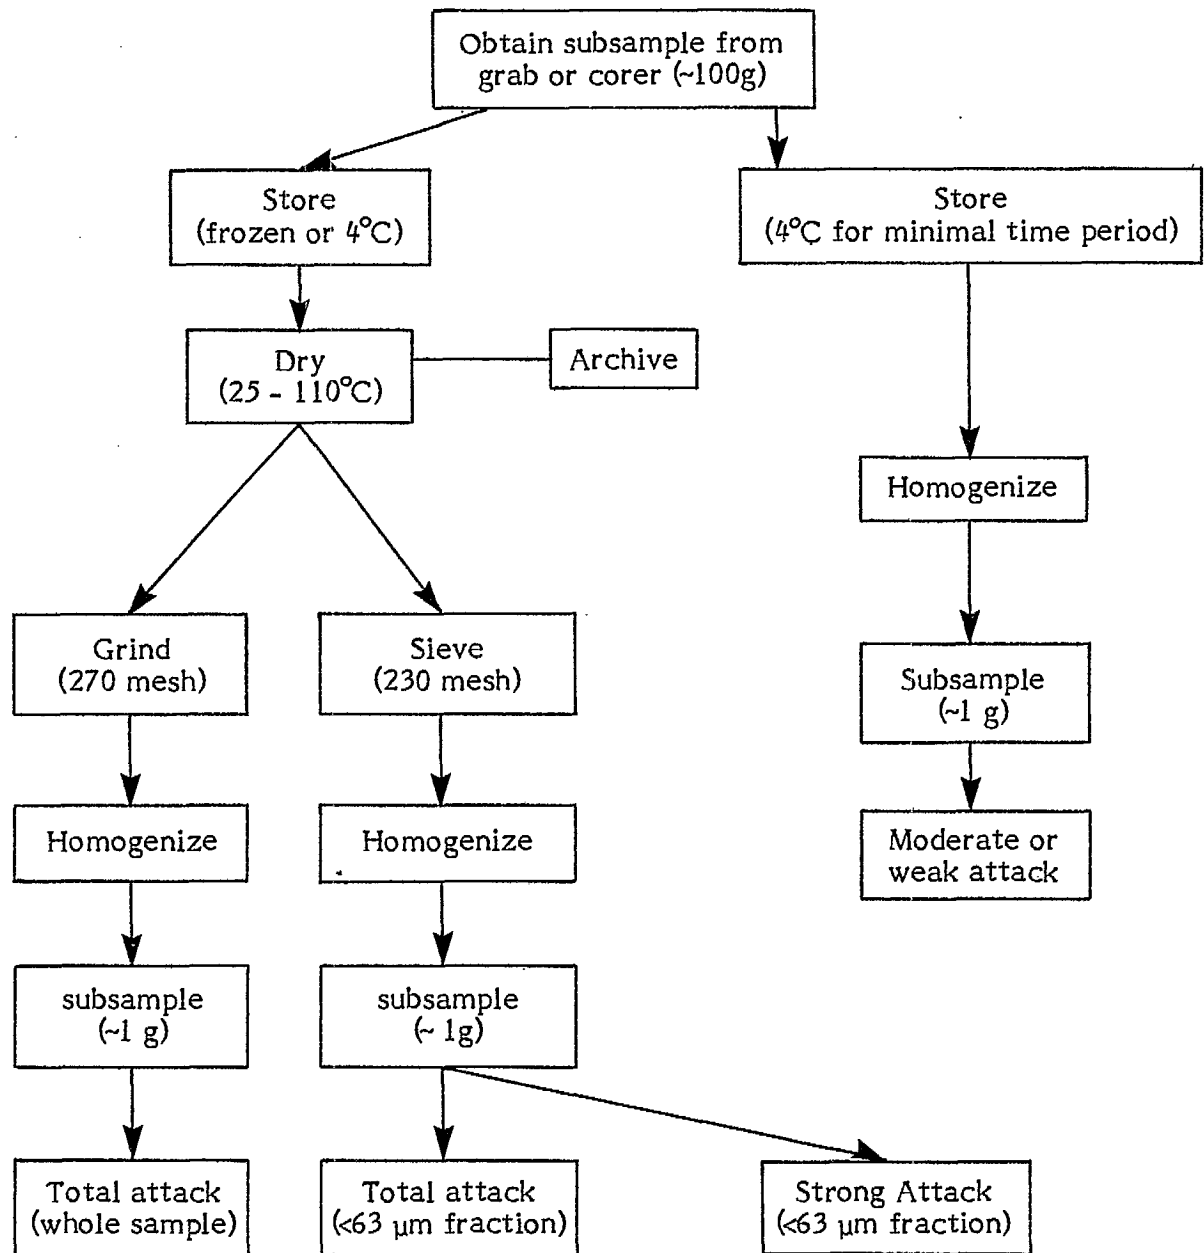 Obtain subsample from
grab or corer (~100g)
Store
(frozen or 4°C)
Store
(4°C for minimal time period)
Dry
(25 - 110°C)
Archive
Homogenize
Grind
(270 mesh)
Sieve
(230 mesh)
Subsample
(~1 g)
Homogenize
Homogenize
Moderate or
weak attack
subsample
(~1 g)
subsample
(~ 1g)
Total attack
(whole sample)
Total attack
(<63 µm fraction)
Strong Attack
(<63 µm fraction)